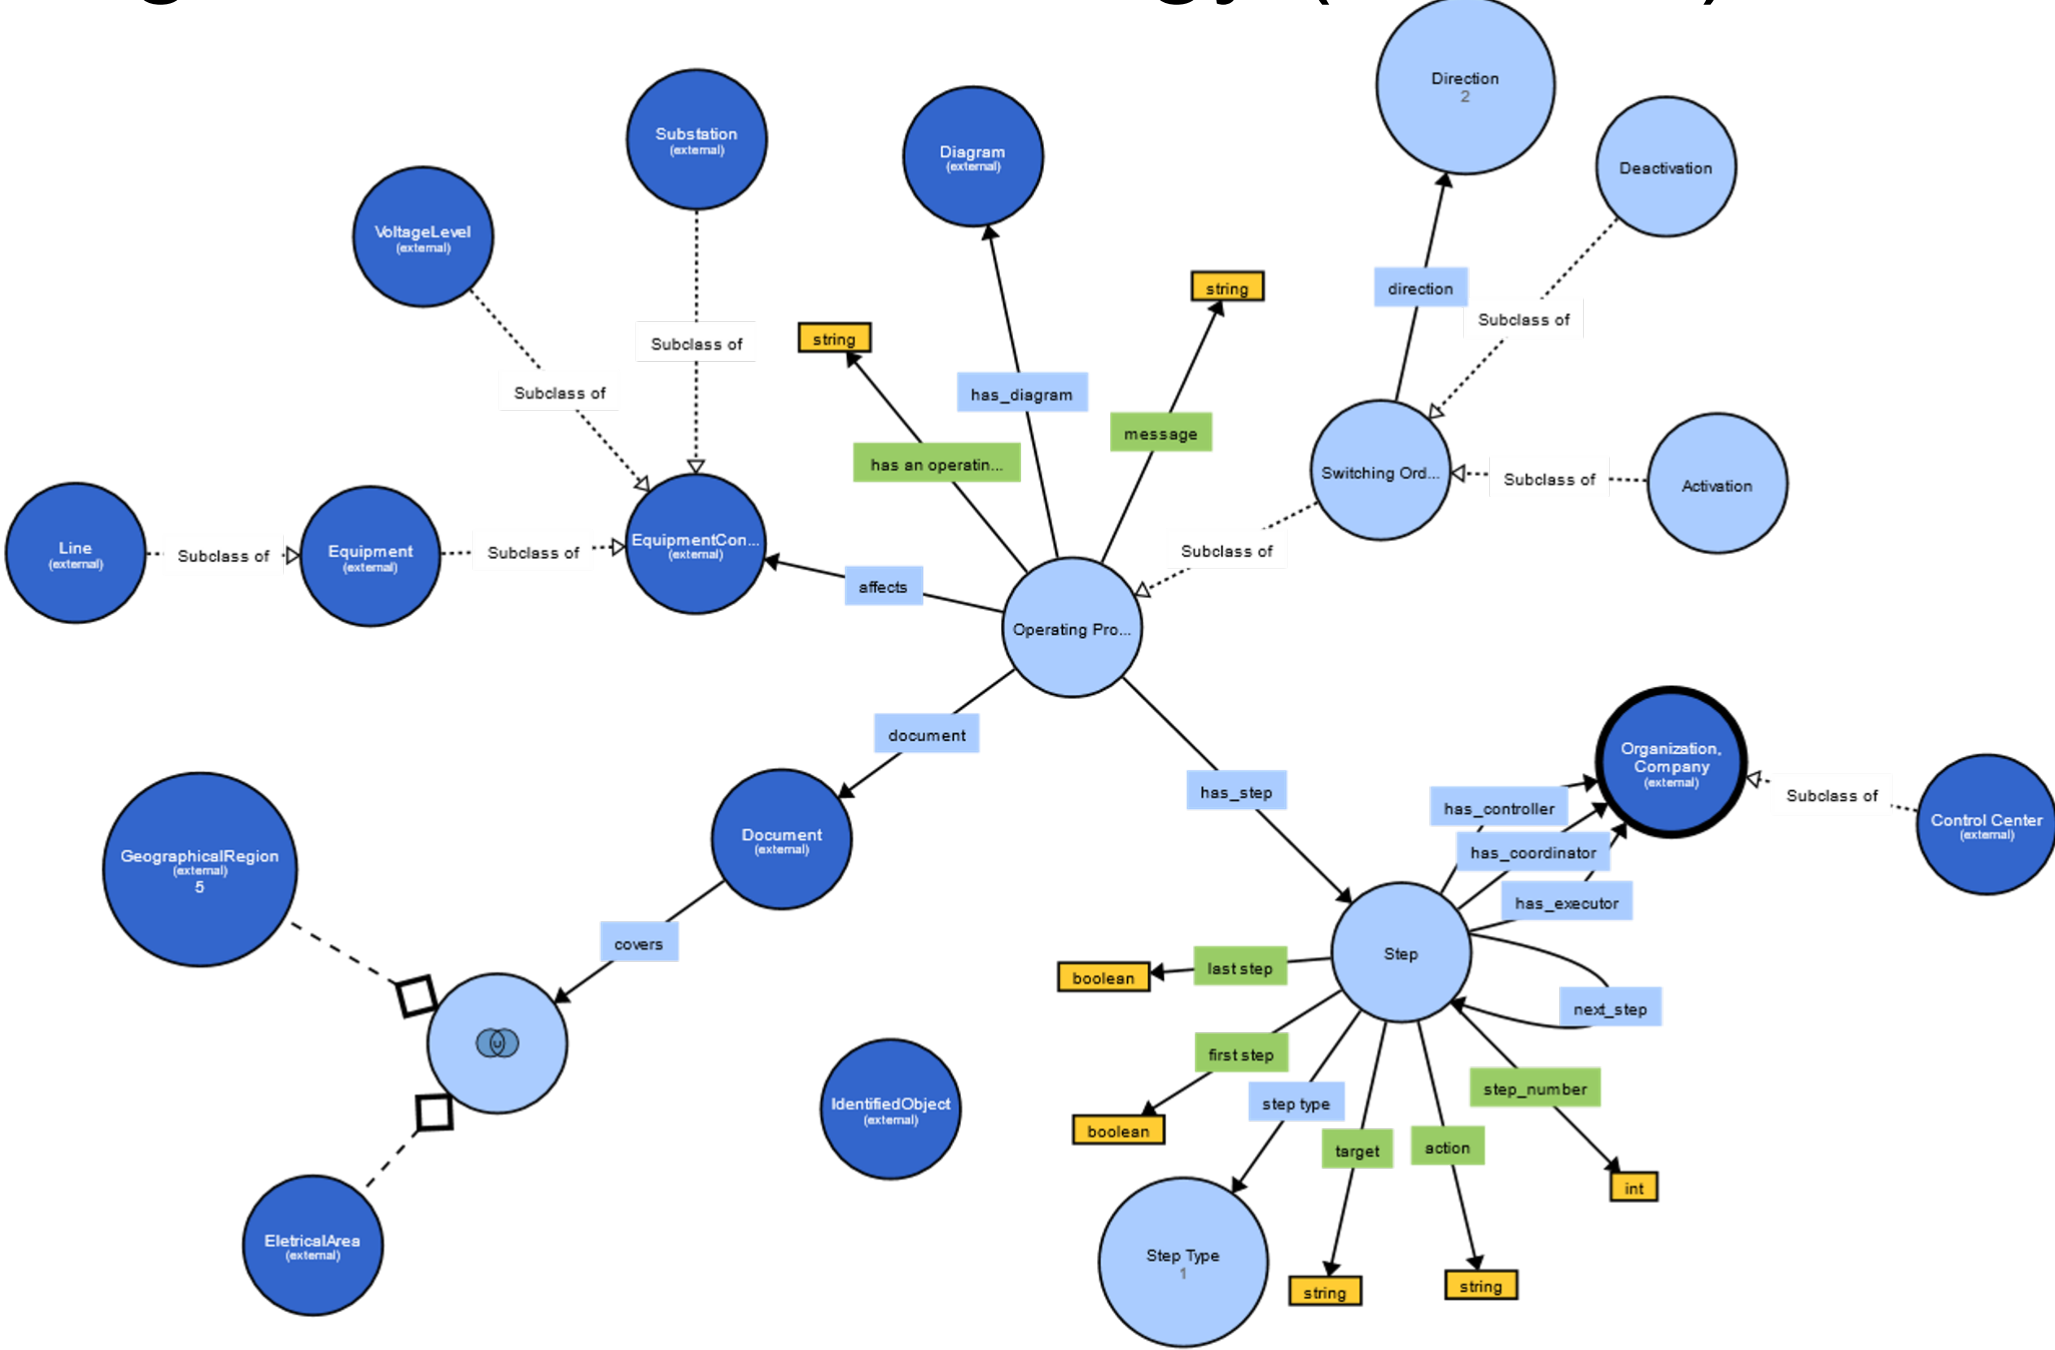 Direction
2
Substation
(external)
Diagram
(external)
Deactivation
VoltageLevel
(external)
string
direction
Subclass of
string
Subclass of
Subclass of
has_diagram
message
has an operatin...
Switching Ord...
Subclass of
Activation
Line
(external)
Subclass of
Equipment
(external)
Subclass of
EquipmentCon...
(external)
affects
Subclass of
Operating Pro...
document
has_step
Organization,
Company
(external)
Subclass of
Control Center
(external)
has_controller
has_coordinator
has_executor
Document
(external)
GeographicalRegion
(external)
5
covers
Step
last step
boolean
next_step
first step
boolean
step type
step_number
target
action
int
IdentifiedObject
(external)
EletricalArea
(external)
Step Type
1
string
string